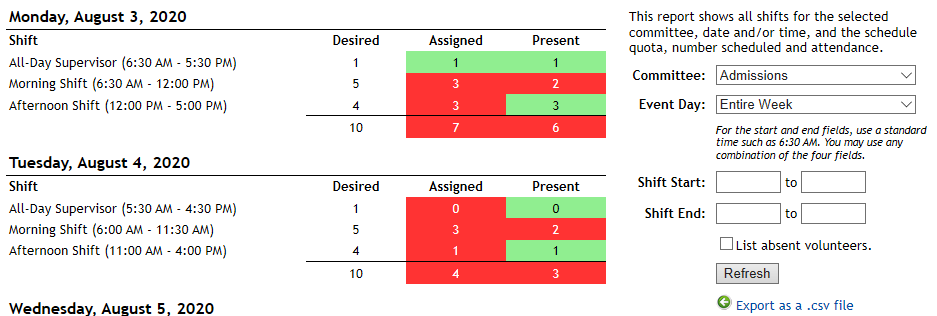 Monday, August 3, 2020
Shift Desired Assigned Present
All-Day Supervisor (6:30 AM - 5:30 PM) 1 1 1
Morning Shift (6:30 AM - 12:00 PM) 5 3 2
Afternoon Shift (12:00 PM - 5:00 PM) 4 3 3
10 7 6
Tuesday, August 4, 2020
Shift Desired Assigned Present
All-Day Supervisor (5:30 AM - 4:30 PM) 1 0 0
Morning Shift (6:00 AM - 11:30 AM) 5 3 2
Afternoon Shift (11:00 AM - 4:00 PM) 4 1 1
10 4 3
Wednesday, August 5, 2020
This report shows all shifts for the selected
committee, date and/or time, and the schedule
quota, number scheduled and attendance.
Committee: Admissions
Event Day: Entire Week
For the start and end fields, use a standard
time such as 6:30 AM. You may use any
combination of the four fields.
Shift Start: to
Shift End: to
List absent volunteers.
Refresh
Export as a .csv file